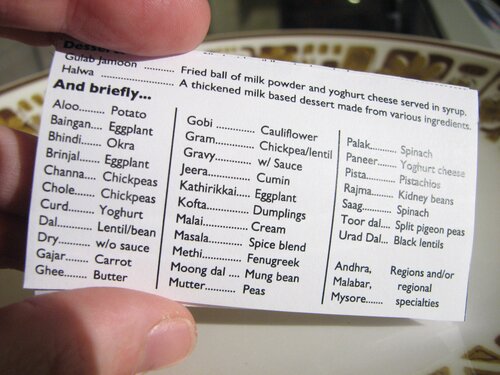 Desserts
Gulab Jamoon .......... Fried ball of milk powder and yoghurt cheese served in syrup.
Halwa .......................... A thickened milk based dessert made from various ingredients.
And briefly...
Aloo........ Potato
Baingan.... Eggplant
Bhindi...... Okra
Brinjal....... Eggplant
Channa.... Chickpeas
Chole........ Chickpeas
Curd........ Yoghurt
Dal............ Lentil/bean
Dry........... w/o sauce
Gajar........ Carrot
Ghee......... Butter
Gobi ............. Cauliflower
Gram............. Chickpea/lentil
Gravy............ w/ Sauce
Jeera.............. Cumin
Kathirikkai.... Eggplant
Kofta............. Dumplings
Malai.............. Cream
Masala........... Spice blend
Methi............. Fenugreek
Moong dal .... Mung bean
Mutter........... Peas
Palak......... Spinach
Paneer....... Yoghurt cheese
Pista.......... Pistachios
Rajma........ Kidney beans
Saag.......... Spinach
Toor dal.... Split pigeon peas
Urad Dal... Black lentils
Andhra, Regions and/or
Malabar, regional
Mysore...... specialties